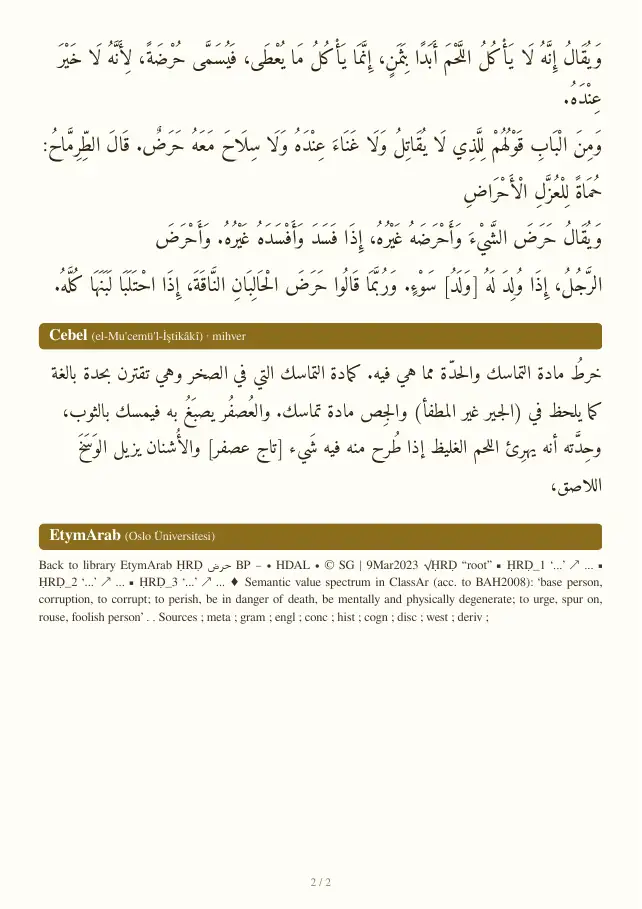 وَيُقَالُ إِنَّهُ لَا يَأْكُلُ اللَّحْمَ أَبَدًا بِثَمَنٍ، إِنَّمَا يَأْكُلُ مَا يُعْطَى، فَيُسَمَّى حُرْضَةً، لِأَنَّهُ لَا خَيْرَ
عِنْدَهُ.
وَمِنَ الْبَابِ قَوْلُهُمْ لِلَّذِي لَا يُقَاتِلُ وَلَا غَنَاءَ عِنْدَهُ وَلَا سِلَاحَ مَعَهُ حَرَضٌ. قَالَ الطِّرِمَّاحُ:
حُمَاةً لِلْعُزَّلِ الْأَحْرَاضِ
وَيُقَالُ حَرَضَ الشَّيْءَ وَأَحْرَضَهُ غَيْرُهُ، إِذَا فَسَدَ وَأَفْسَدَهُ غَيْرُهُ. وَأَحْرَضَ
الرَّجُلُ، إِذَا وُلِدَ لَهُ [وَلَدُ] سَوْءٍ. وَرُبَّمَا قَالُوا حَرَضَ الْحَالِبَانِ النَّاقَةَ، إِذَا احْتَلَبَا لَبَنَهَا كُلَّهُ.
Cebel (el-Mu'cemü'l-İştikâkî) · mihver
خرطُ مادة التماسك والحدّة مما هي فيه. كمادة التماسك التي في الصخر وهي تقترن بحدة بالغة
كما يلحظ في (الجير غير المطفأ) والجص مادة تماسك. والعُصفُر يصبَغُ به فيمسك بالثوب،
وحِدَّته أنه يهرِئ اللحم الغليظ إذا طُرح منه فيه شَيء [تاج عصفر] والأُشنان يزيل الوَسَخَ
اللاصق،
EtymArab (Oslo Üniversitesi)
Back to library EtymArab ḤRḌ حرض BP – • HDAL • © SG | 9Mar2023 √ḤRḌ “root” ▪ ḤRḌ_1 ‘...’ ↗ ... ▪
ḤRḌ_2 ‘...’ ↗ ... ▪ ḤRḌ_3 ‘...’ ↗ ... ♦ Semantic value spectrum in ClassAr (acc. to BAH2008): ‘base person,
corruption, to corrupt; to perish, be in danger of death, be mentally and physically degenerate; to urge, spur on,
rouse, foolish person’ . . Sources ; meta ; gram ; engl ; conc ; hist ; cogn ; disc ; west ; deriv ;
2 / 2